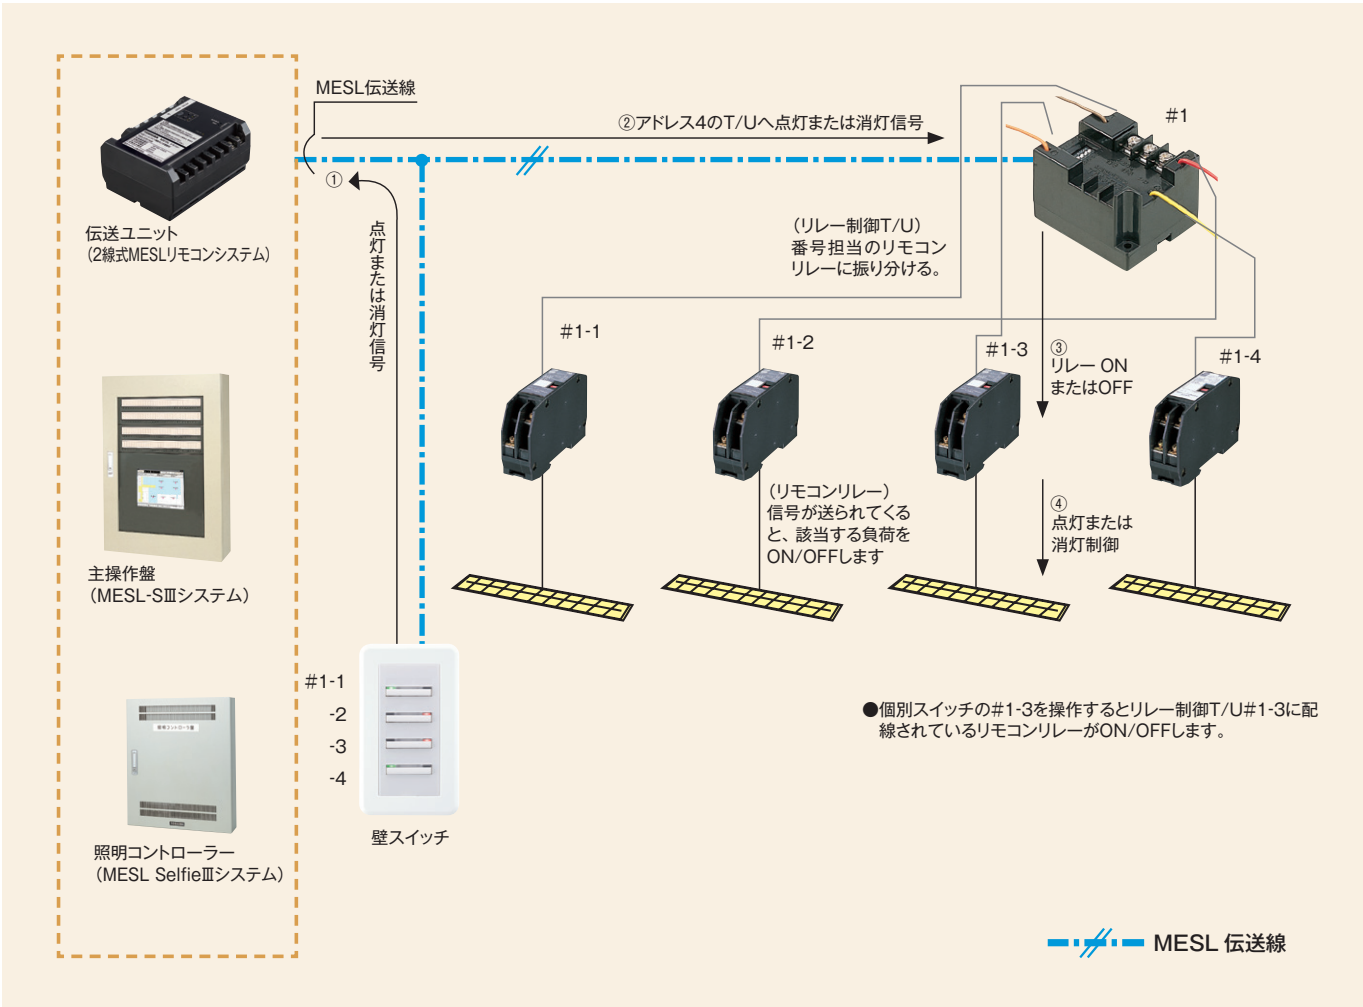 MESL伝送線
②アドレス4のT/Uへ点灯または消灯信号
#1
①
点灯または消灯信号
伝送ユニット
(2線式MESLリモコンシステム)
(リレー制御T/U)
番号担当のリモコン
リレーに振り分ける。
#1-1
#1-2
#1-3
#1-4
③
リレー ON
またはOFF
(リモコンリレー)
信号が送られてくる
と、該当する負荷を
ON/OFFします
④
点灯または
消灯制御
主操作盤
(MESL-SⅢシステム)
#1-1
-2
-3
-4
壁スイッチ
●個別スイッチの#1-3を操作するとリレー制御T/U#1-3に配
線されているリモコンリレーがON/OFFします。
照明コントローラ盤
照明コントローラー
(MESL SelfieⅢシステム)
MESL 伝送線